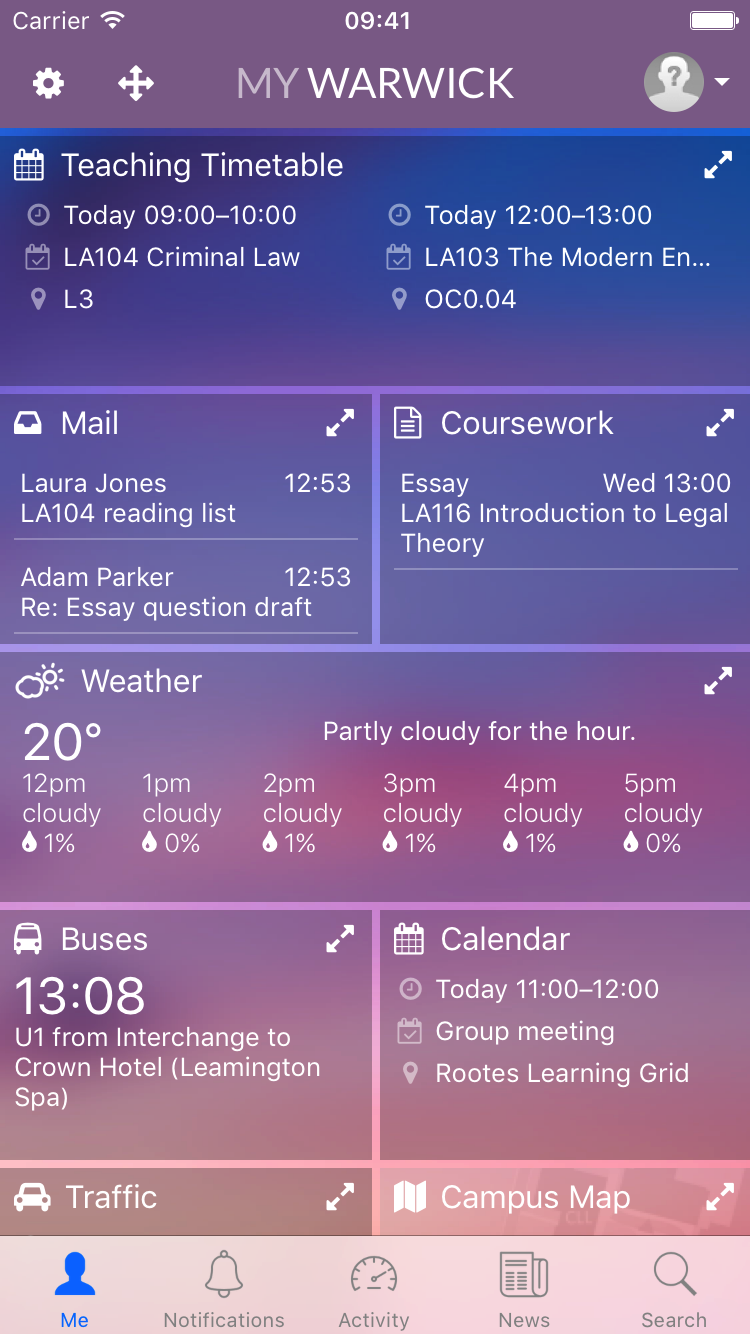 Carrier 09:41
MY WARWICK
Teaching Timetable
Today 09:00–10:00
LA104 Criminal Law
L3
Today 12:00–13:00
LA103 The Modern En...
OC0.04
Mail
Laura Jones 12:53
LA104 reading list
Adam Parker 12:53
Re: Essay question draft
Coursework
Essay Wed 13:00
LA116 Introduction to Legal
Theory
Weather
20°
Partly cloudy for the hour.
12pm 1pm 2pm 3pm 4pm 5pm
cloudy cloudy cloudy cloudy cloudy cloudy
1% 0% 1% 1% 1% 0%
Buses
13:08
U1 from Interchange to
Crown Hotel (Leamington
Spa)
Calendar
Today 11:00–12:00
Group meeting
Rootes Learning Grid
Traffic
Campus Map
Me Notifications Activity News Search